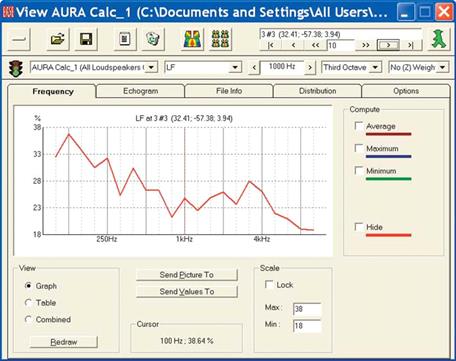 View AURA Calc_1 (C:\Documents and Settings\All Users\...
3 #3 (32.41; -57.38; 3.94)
|< < << 10 >> > >|
AURA Calc_1 (All Loudspeakers
LF
< 1000 Hz >
Third Octave
No (Z) Weigh
Frequency
Echogram
File Info
Distribution
Options
% LF at 3 #3 (32.41; -57.38; 3.94)
38
33
28
23
18
250Hz 1kHz 4kHz
Compute
Average
Maximum
Minimum
Hide
View
Graph
Table
Combined
Redraw
Send Picture To
Send Values To
Cursor
100 Hz ; 38.64 %
Scale
Lock
Max : 38
Min : 18